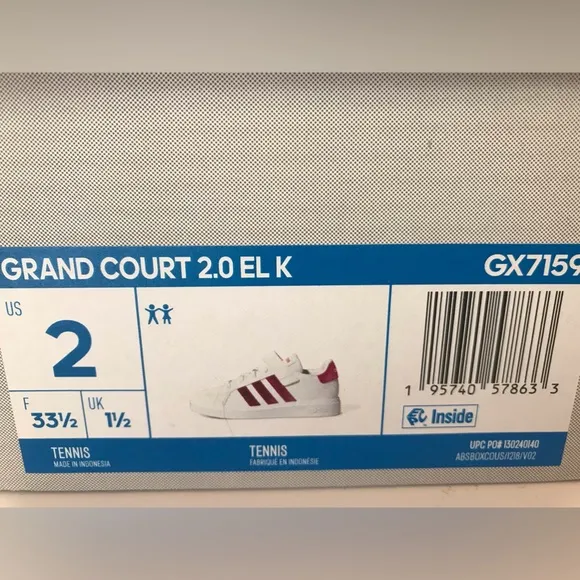 GRAND COURT 2.0 EL K GX7159
US
2
F UK
33½ 1½
1 95740 57863 3
Inside
TENNIS TENNIS UPC PO# 130240140
MADE IN INDONESIA FABRIQUÉ EN INDONÉSIE ABSBOXCOUS/1218/V02